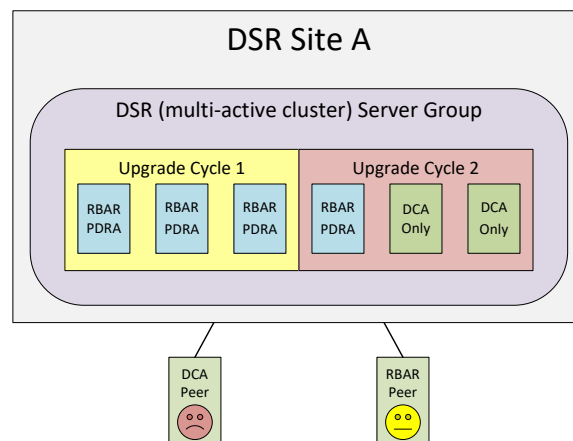 DSR Site A
DSR (multi-active cluster) Server Group
Upgrade Cycle 1
Upgrade Cycle 2
RBAR
PDRA
RBAR
PDRA
RBAR
PDRA
RBAR
PDRA
DCA
Only
DCA
Only
DCA
Peer
RBAR
Peer